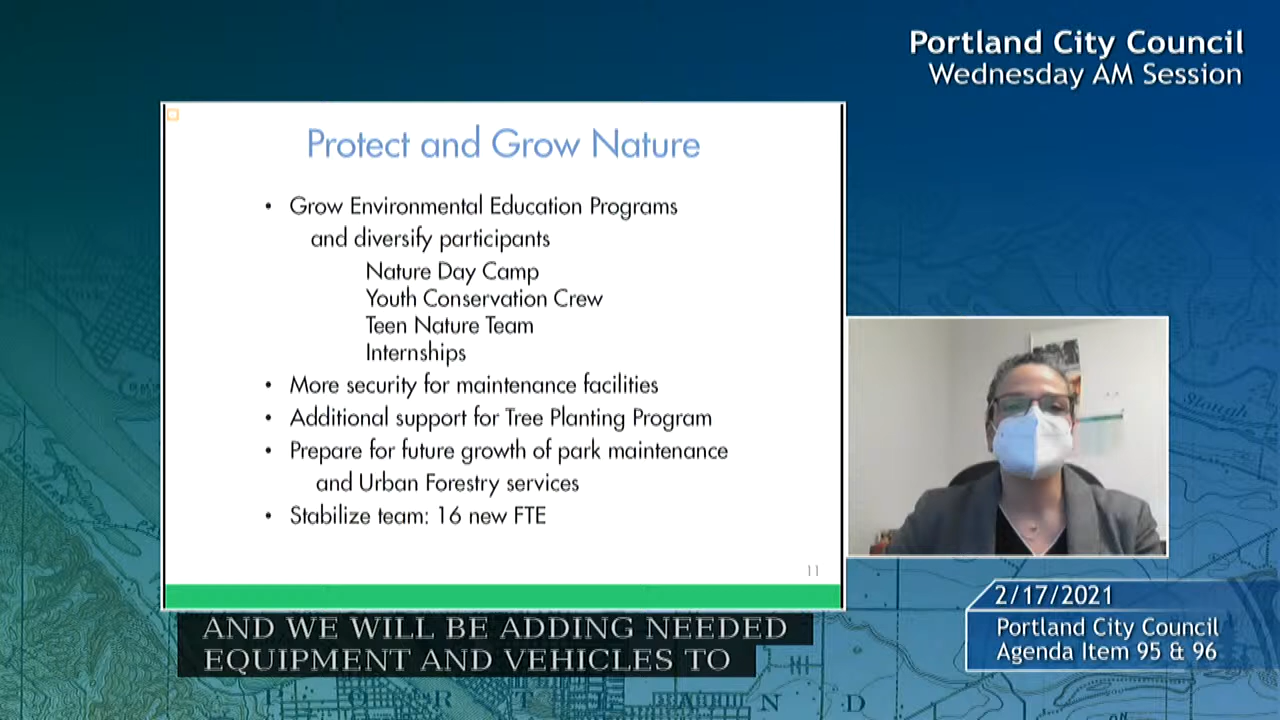 Portland City Council
Wednesday AM Session
Protect and Grow Nature
• Grow Environmental Education Programs
and diversify participants
Nature Day Camp
Youth Conservation Crew
Teen Nature Team
Internships
• More security for maintenance facilities
• Additional support for Tree Planting Program
• Prepare for future growth of park maintenance
and Urban Forestry services
• Stabilize team: 16 new FTE
11
AND WE WILL BE ADDING NEEDED
EQUIPMENT AND VEHICLES TO
2/17/2021
Portland City Council
Agenda Item 95 & 96
Slough